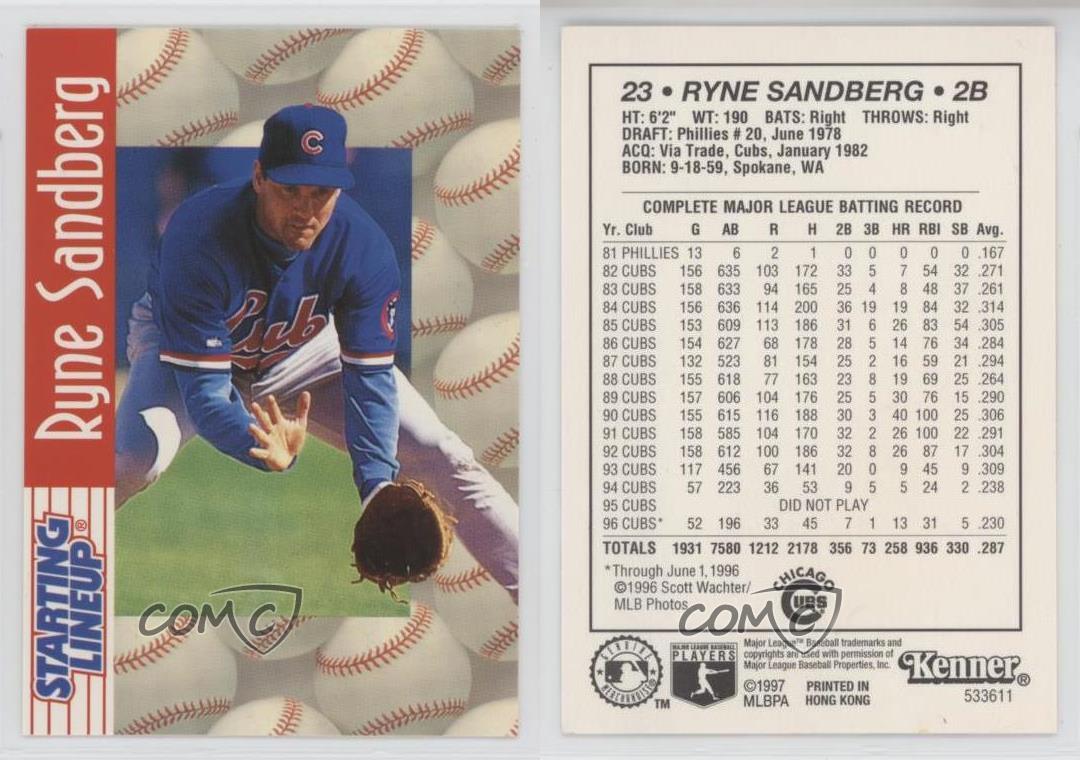 Ryne Sandberg
STARTING
LINEUP®
C
Cub
COMC
23 • RYNE SANDBERG • 2B
HT: 6'2" WT: 190 BATS: Right THROWS: Right
DRAFT: Phillies # 20, June 1978
ACQ: Via Trade, Cubs, January 1982
BORN: 9-18-59, Spokane, WA
COMPLETE MAJOR LEAGUE BATTING RECORD
Yr. Club G AB R H 2B 3B HR RBI SB Avg.
81 PHILLIES 13 6 2 1 0 0 0 0 0 .167
82 CUBS 156 635 103 172 33 5 7 54 32 .271
83 CUBS 158 633 94 165 25 4 8 48 37 .261
84 CUBS 156 636 114 200 36 19 19 84 32 .314
85 CUBS 153 609 113 186 31 6 26 83 54 .305
86 CUBS 154 627 68 178 28 5 14 76 34 .284
87 CUBS 132 523 81 154 25 2 16 59 21 .294
88 CUBS 155 618 77 163 23 8 19 69 25 .264
89 CUBS 157 606 104 176 25 5 30 76 15 .290
90 CUBS 155 615 116 188 30 3 40 100 25 .306
91 CUBS 158 585 104 170 32 2 26 100 22 .291
92 CUBS 158 612 100 186 32 8 26 87 17 .304
93 CUBS 117 456 67 141 20 0 9 45 9 .309
94 CUBS 57 223 36 53 9 5 5 24 2 .238
95 CUBS DID NOT PLAY
96 CUBS* 52 196 33 45 7 1 13 31 5 .230
TOTALS 1931 7580 1212 2178 356 73 258 936 330 .287
*Through June 1, 1996
©1996 Scott Wachter/
MLB Photos
CHICAGO
CUBS
COMC
GENUINE
MERCHANDISE
TM
MAJOR LEAGUE BASEBALL
PLAYERS
Major League™ Baseball trademarks and
copyrights are used with permission of
Major League Baseball Properties, Inc.
©1997
MLBPA
PRINTED IN
HONG KONG
Kenner®
533611